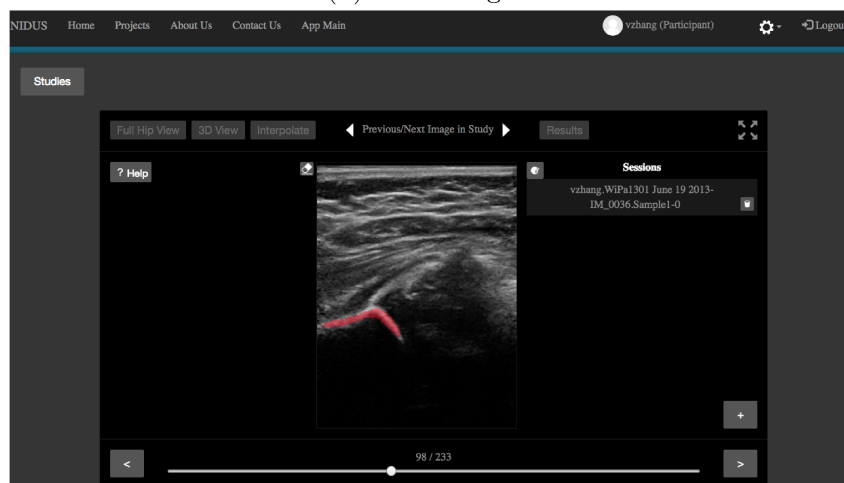 NIDUS Home Projects About Us Contact Us App Main vzhang (Participant) Logou
Studies
Full Hip View 3D View Interpolate Previous/Next Image in Study Results
? Help
Sessions
vzhang.WiPa1301 June 19 2013-
IM_0036.Sample1-0
+
98 / 233
< >